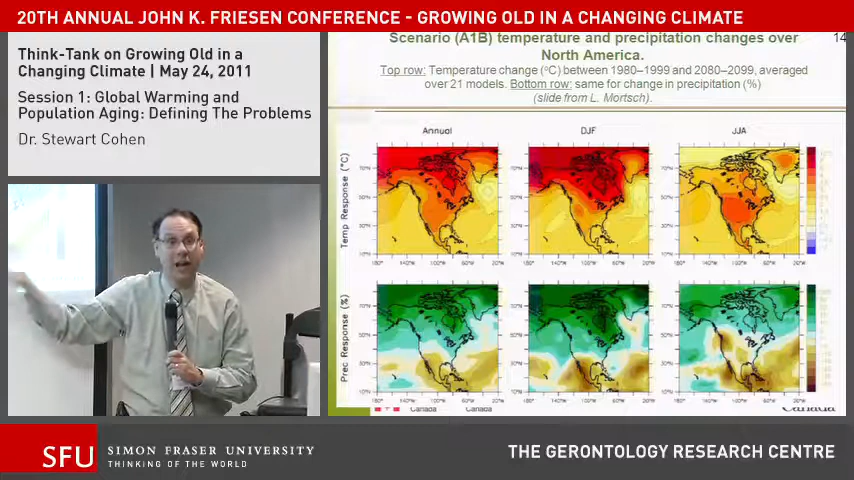 20TH ANNUAL JOHN K. FRIESEN CONFERENCE - GROWING OLD IN A CHANGING CLIMATE
Think-Tank on Growing Old in a
Changing Climate | May 24, 2011
Session 1: Global Warming and
Population Aging: Defining The Problems
Dr. Stewart Cohen
14
Scenario (A1B) temperature and precipitation changes over
North America.
Top row: Temperature change (°C) between 1980–1999 and 2080–2099, averaged
over 21 models. Bottom row: same for change in precipitation (%)
(slide from L. Mortsch).
Annual
DJF
JJA
Temp Response (°C)
Prec Response (%)
Canada
Canada
Canada
SFU
SIMON FRASER UNIVERSITY
THINKING OF THE WORLD
THE GERONTOLOGY RESEARCH CENTRE